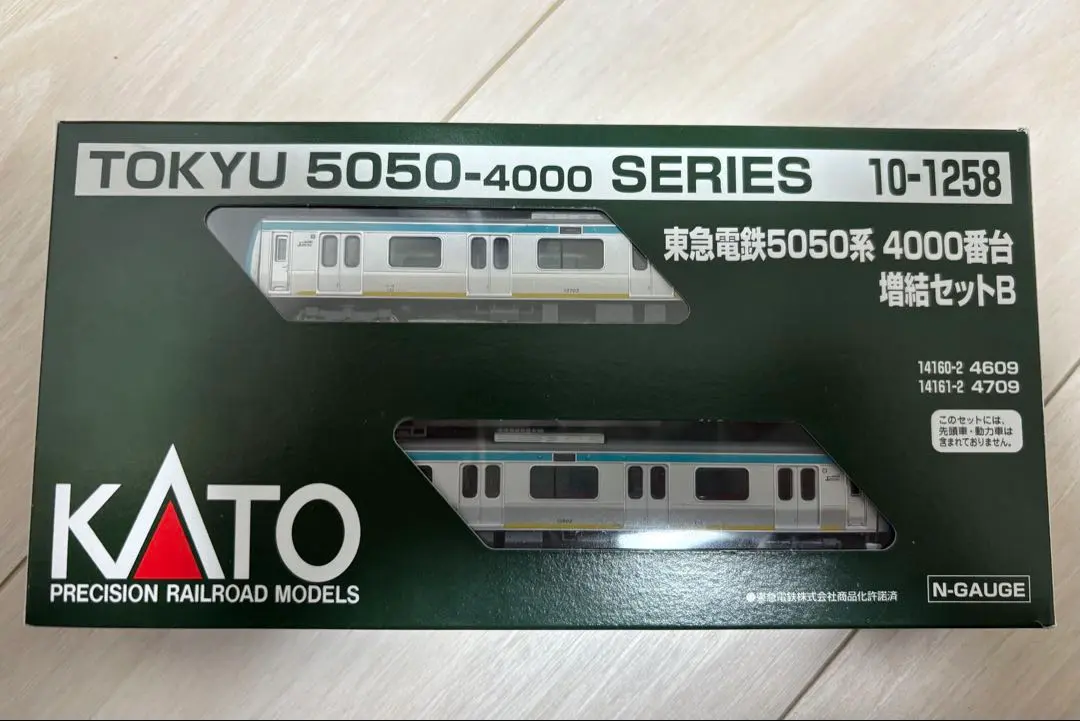 TOKYU 5050-4000 SERIES 10-1258
東急電鉄5050系 4000番台
増結セットB
14160-2 4609
14161-2 4709
このセットには、
先頭車・動力車は
含まれておりません。
KATO
PRECISION RAILROAD MODELS
●東急電鉄株式会社商品化許諾済
N-GAUGE